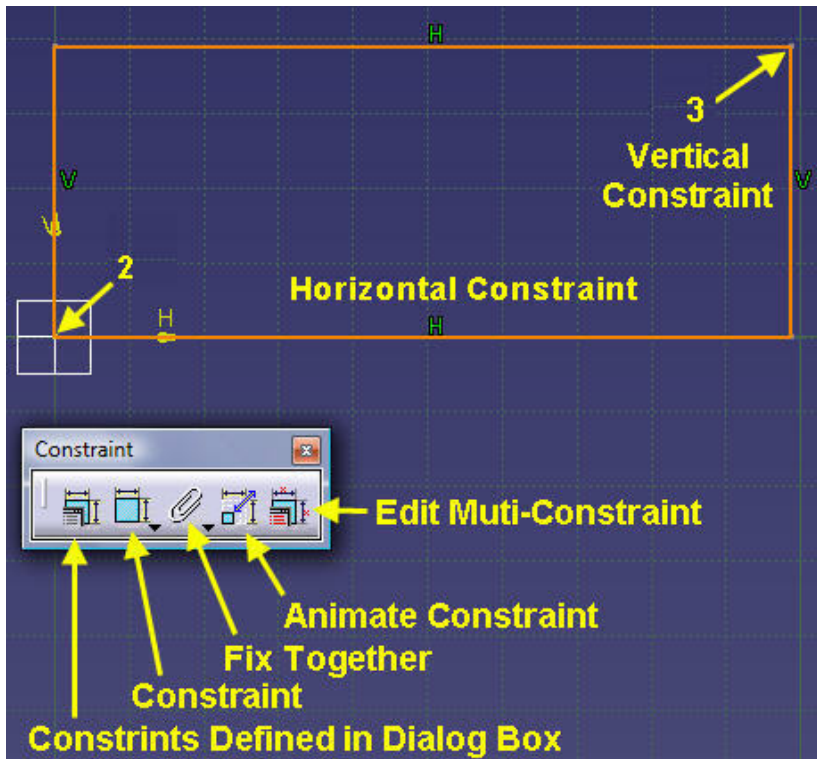 H
3
Vertical
Constraint
V
V
V
2
Horizontal Constraint
H
H
Constraint
x
Edit Muti-Constraint
Animate Constraint
Fix Together
Constraint
Constrints Defined in Dialog Box